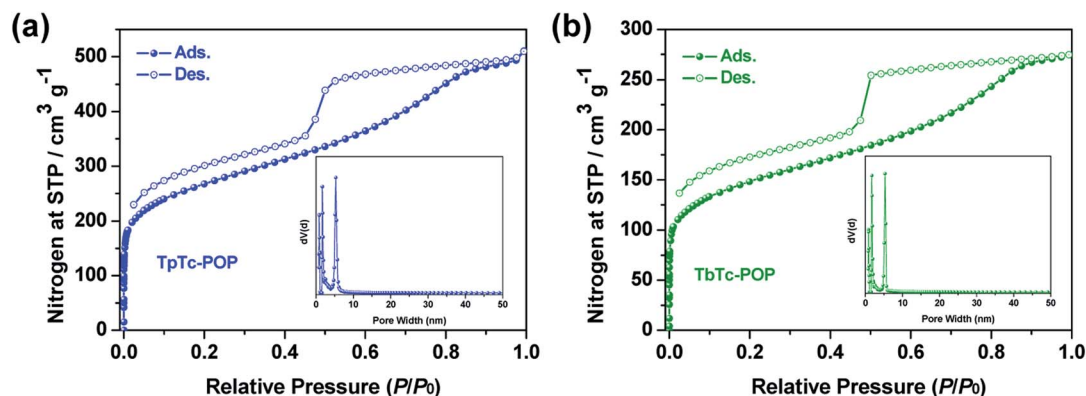 (a)
Nitrogen at STP / cm³ g⁻¹
500
400
300
200
100
0
Ads.
Des.
TpTc-POP
dV(d)
0 10 20 30 40 50
Pore Width (nm)
0.0 0.2 0.4 0.6 0.8 1.0
Relative Pressure (P/P₀)
(b)
Nitrogen at STP / cm³ g⁻¹
300
250
200
150
100
50
0
Ads.
Des.
TbTc-POP
dV(d)
0 10 20 30 40 50
Pore Width (nm)
0.0 0.2 0.4 0.6 0.8 1.0
Relative Pressure (P/P₀)